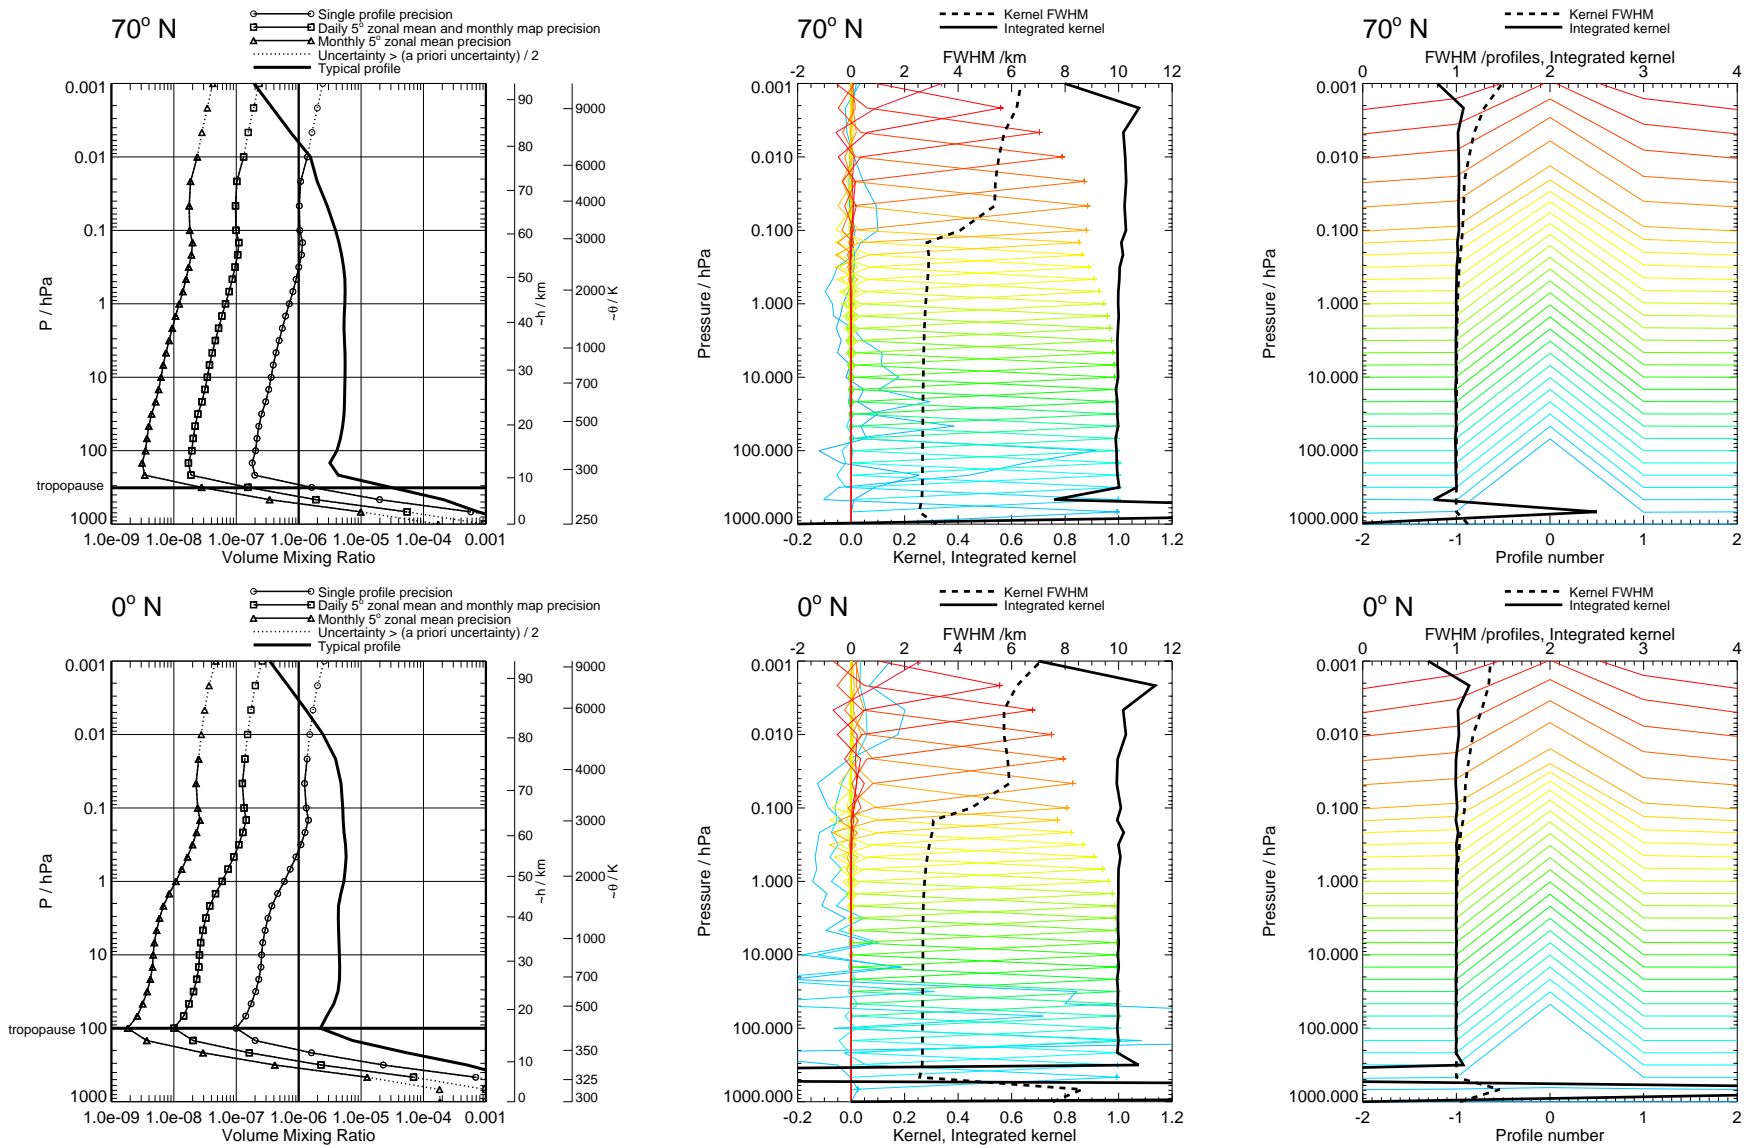 70° N
Single profile precision
Daily 5° zonal mean and monthly map precision
Monthly 5° zonal mean precision
Uncertainty > (a priori uncertainty) / 2
Typical profile
0.001
0.01
0.1
1
10
100
tropopause
1000
P / hPa
1.0e-09 1.0e-08 1.0e-07 1.0e-06 1.0e-05 1.0e-04 0.001
Volume Mixing Ratio
90
80
70
60
50
40
30
20
10
0
~h / km
9000
6000
4000
3000
2000
1000
700
500
300
250
~θ / K
70° N
Kernel FWHM
Integrated kernel
FWHM /km
-2 0 2 4 6 8 10 12
0.001
0.010
0.100
1.000
10.000
100.000
1000.000
Pressure / hPa
-0.2 0.0 0.2 0.4 0.6 0.8 1.0 1.2
Kernel, Integrated kernel
70° N
Kernel FWHM
Integrated kernel
FWHM /profiles, Integrated kernel
0 1 2 3 4
0.001
0.010
0.100
1.000
10.000
100.000
1000.000
Pressure / hPa
-2 -1 0 1 2
Profile number
0° N
Single profile precision
Daily 5° zonal mean and monthly map precision
Monthly 5° zonal mean precision
Uncertainty > (a priori uncertainty) / 2
Typical profile
0.001
0.01
0.1
1
10
tropopause 100
1000
P / hPa
1.0e-09 1.0e-08 1.0e-07 1.0e-06 1.0e-05 1.0e-04 0.001
Volume Mixing Ratio
90
80
70
60
50
40
30
20
10
0
~h / km
9000
6000
4000
3000
2000
1000
700
500
350
325
300
~θ / K
0° N
Kernel FWHM
Integrated kernel
FWHM /km
-2 0 2 4 6 8 10 12
0.001
0.010
0.100
1.000
10.000
100.000
1000.000
Pressure / hPa
-0.2 0.0 0.2 0.4 0.6 0.8 1.0 1.2
Kernel, Integrated kernel
0° N
Kernel FWHM
Integrated kernel
FWHM /profiles, Integrated kernel
0 1 2 3 4
0.001
0.010
0.100
1.000
10.000
100.000
1000.000
Pressure / hPa
-2 -1 0 1 2
Profile number